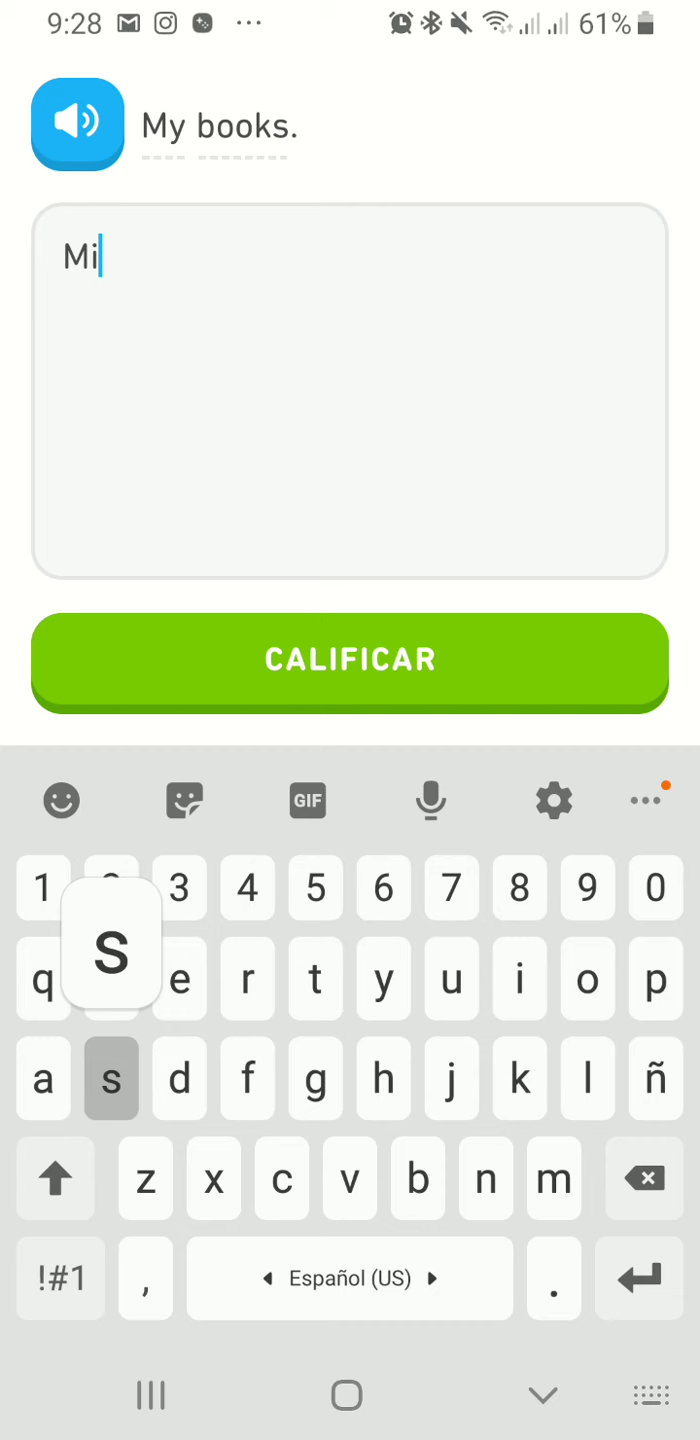 9:28 61%
My books.
Mi
CALIFICAR
GIF
1 3 4 5 6 7 8 9 0
s
q e r t y u i o p
a s d f g h j k l ñ
z x c v b n m
!#1 , Español (US) .